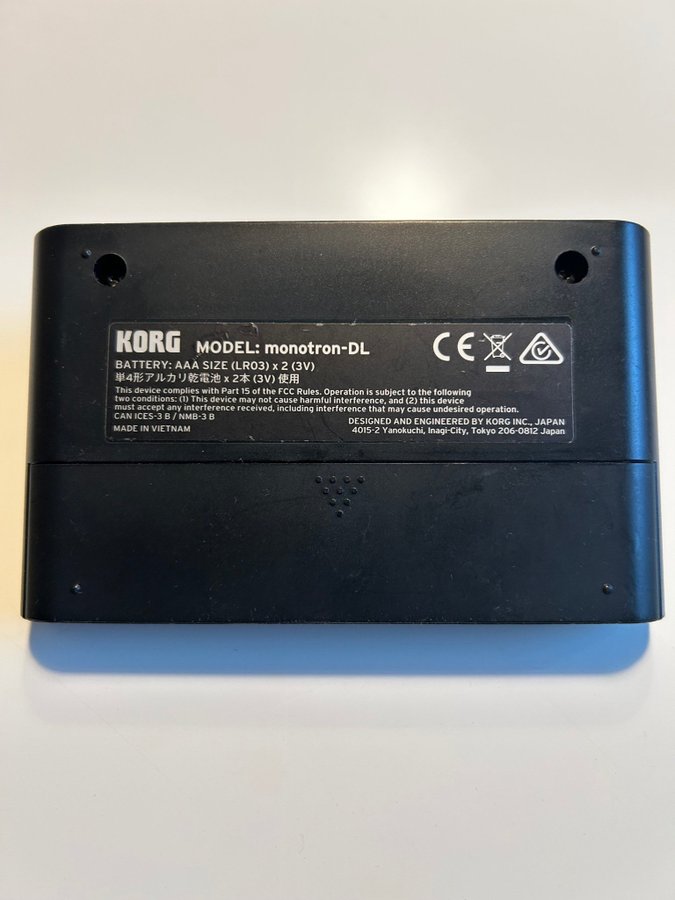 KORG MODEL: monotron-DL
BATTERY: AAA SIZE (LR03) x 2 (3V)
単4形アルカリ乾電池 x 2本 (3V) 使用
This device complies with Part 15 of the FCC Rules. Operation is subject to the following
two conditions: (1) This device may not cause harmful interference, and (2) this device
must accept any interference received, including interference that may cause undesired operation.
CAN ICES-3 B / NMB-3 B
MADE IN VIETNAM
DESIGNED AND ENGINEERED BY KORG INC., JAPAN
4015-2 Yanokuchi, Inagi-City, Tokyo 206-0812 Japan
CE